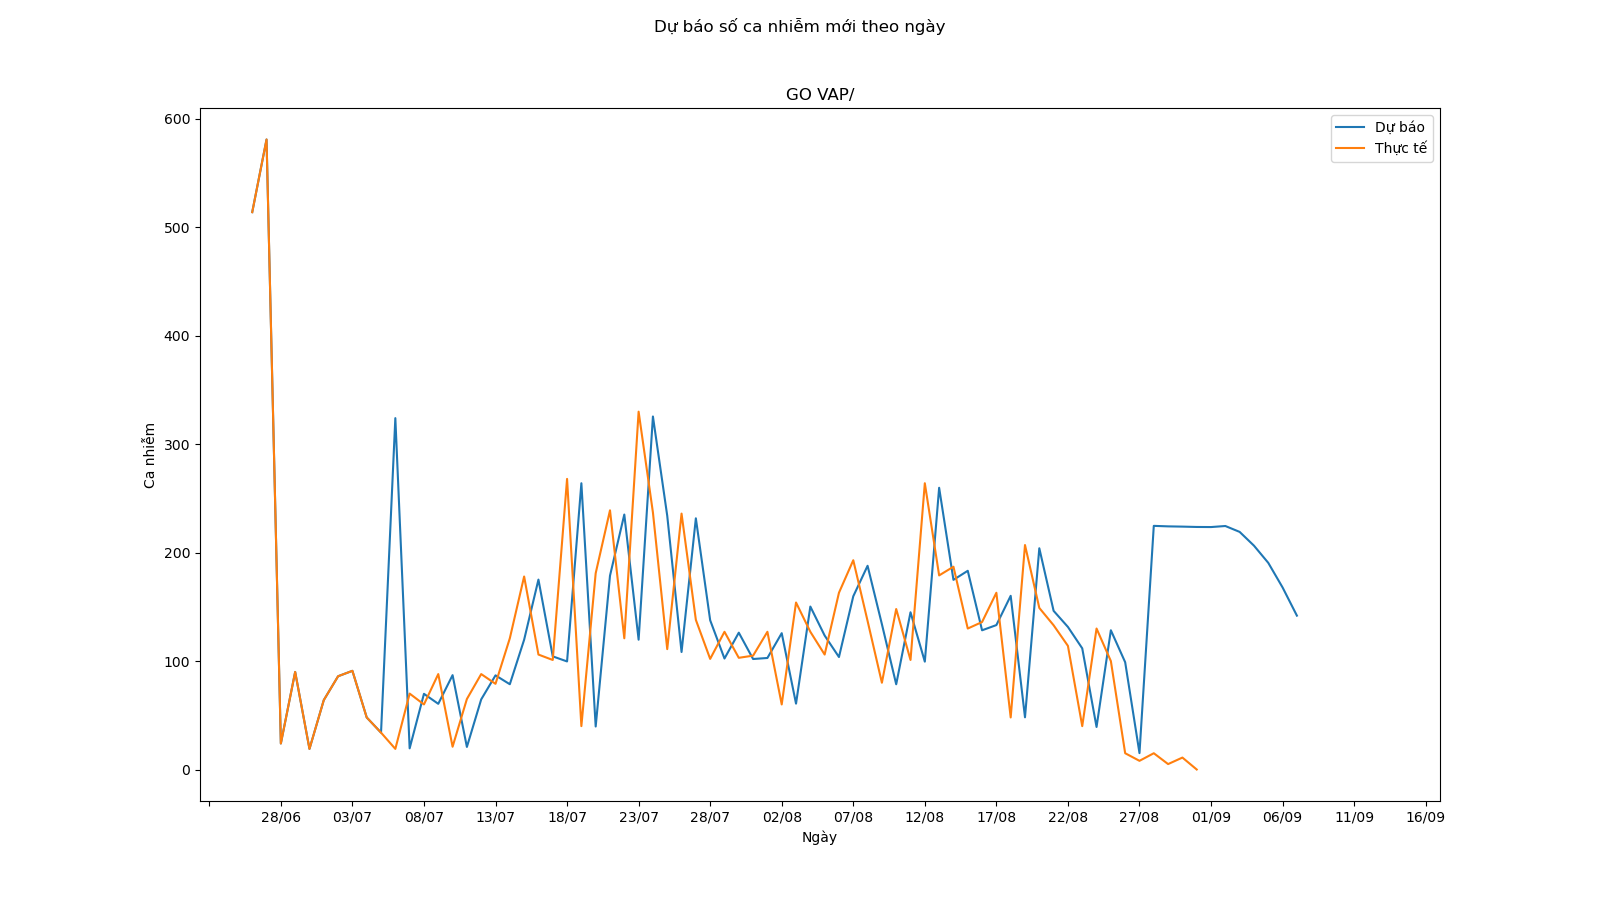 Dự báo số ca nhiễm mới theo ngày
GO VAP/
Dự báo
Thực tế
600
500
400
300
200
100
0
Ca nhiễm
28/06 03/07 08/07 13/07 18/07 23/07 28/07 02/08 07/08 12/08 17/08 22/08 27/08 01/09 06/09 11/09 16/09
Ngày